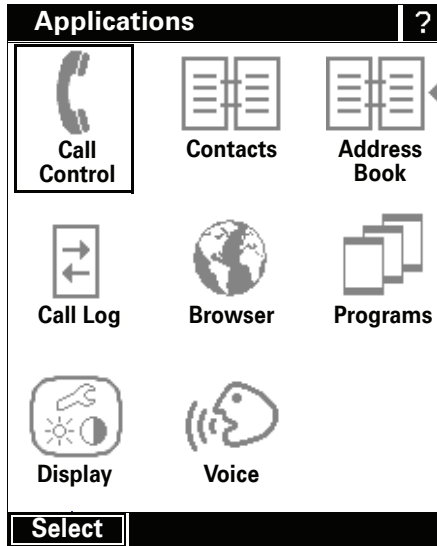 Applications ?
Call
Control
Contacts
Address
Book
Call Log
Browser
Programs
Display
Voice
Select